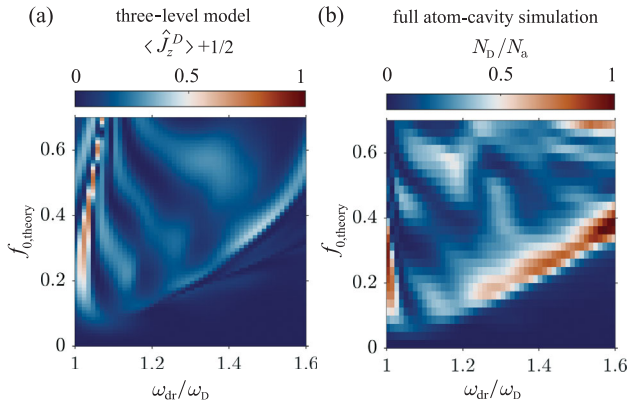 (a)
three-level model
⟨Ĵ_z^D⟩+1/2
0 0.5 1
f_0,theory
0.6
0.4
0.2
0
1 1.2 1.4 1.6
ω_dr/ω_D
(b)
full atom-cavity simulation
N_D/N_a
0 0.5 1
f_0,theory
0.6
0.4
0.2
0
1 1.2 1.4 1.6
ω_dr/ω_D